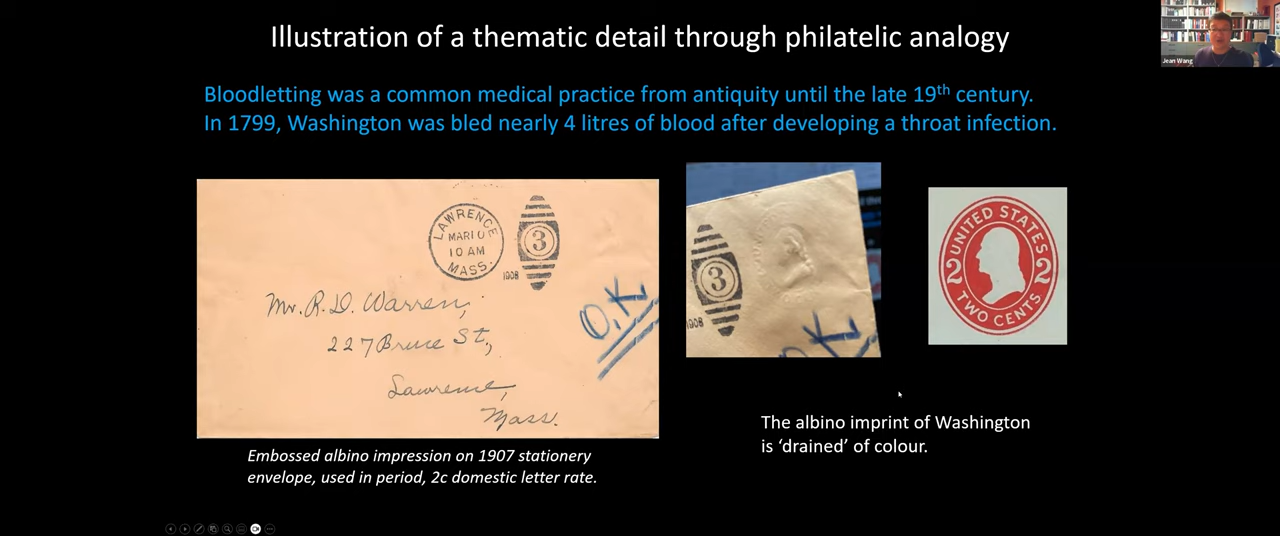 Illustration of a thematic detail through philatelic analogy
Jean Wang
Bloodletting was a common medical practice from antiquity until the late 19th century.
In 1799, Washington was bled nearly 4 litres of blood after developing a throat infection.
LAWRENCE
MAR 10
10 AM
MASS.
3
1908
Mr. R. D. Warren,
227 Bruce St.,
Lawrence,
Mass.
O.K.
3
1908
O.K.
UNITED STATES
2 2
TWO CENTS
Embossed albino impression on 1907 stationery
envelope, used in period, 2c domestic letter rate.
The albino imprint of Washington
is ‘drained’ of colour.